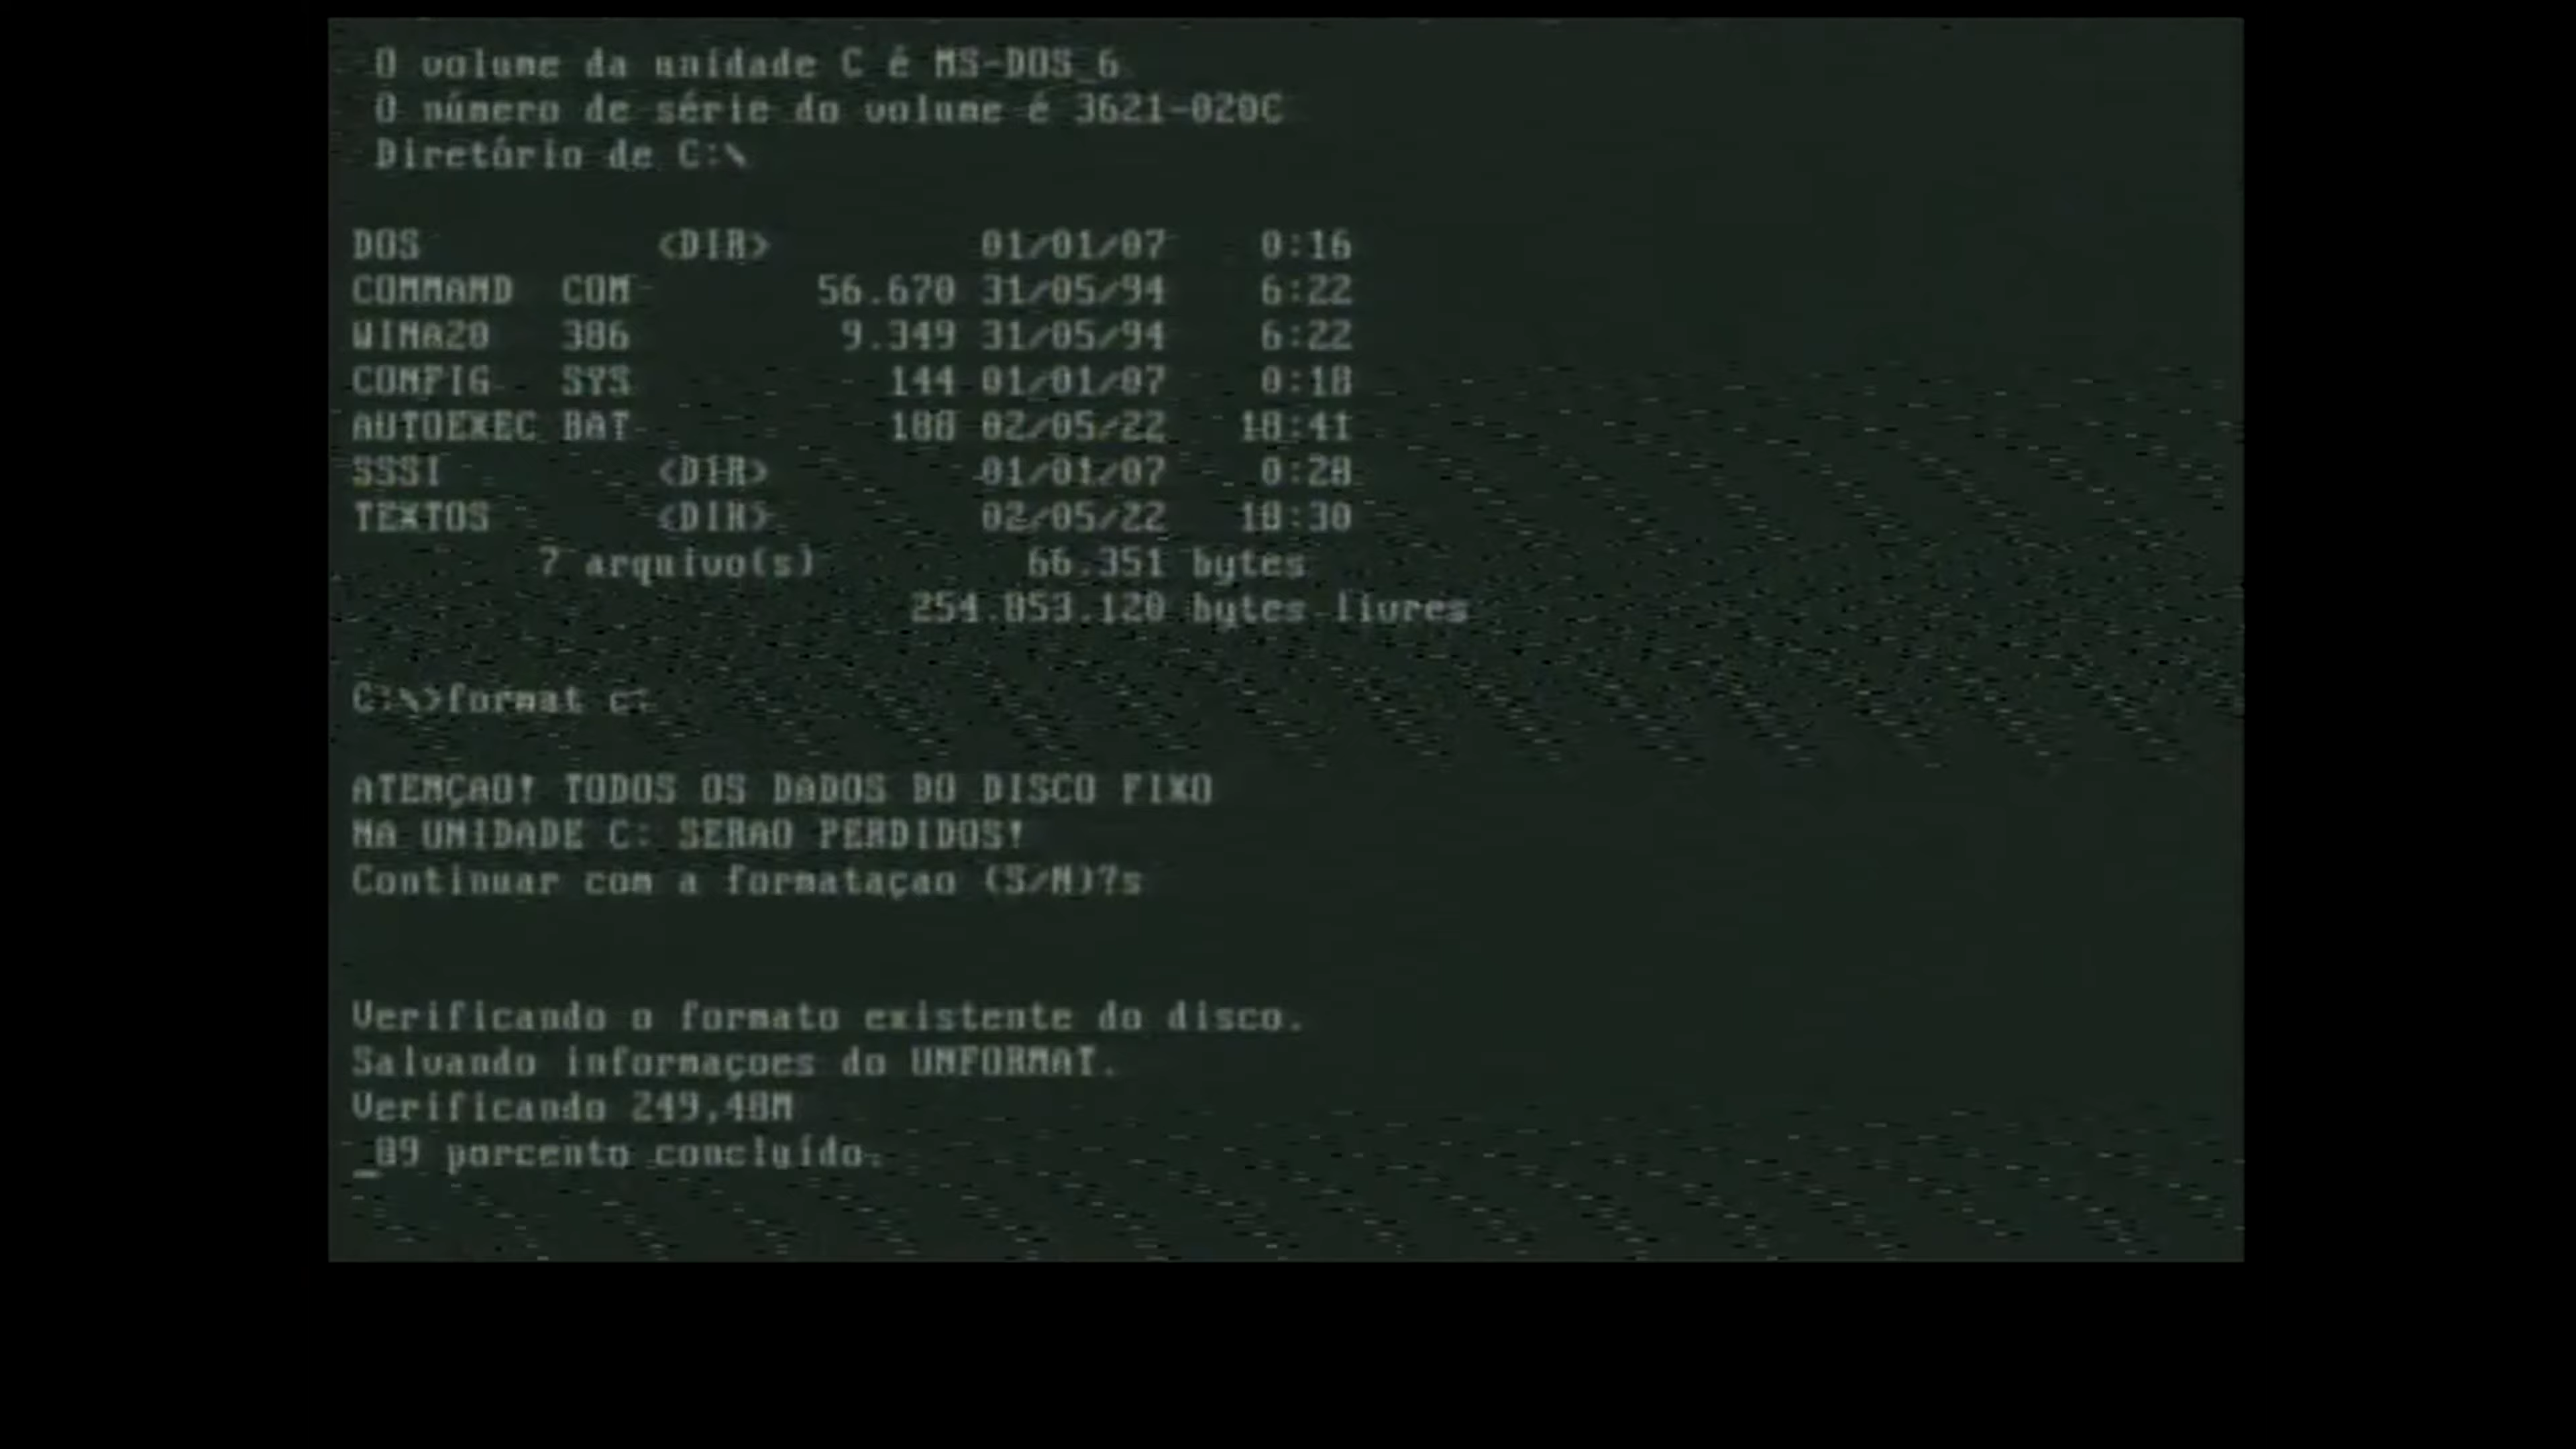 O volume da unidade C é MS-DOS_6
O número de série do volume é 3621-020C
Diretório de C:\
DOS <DIR> 01/01/07 0:16
COMMAND COM 56.670 31/05/94 6:22
WINA20 386 9.349 31/05/94 6:22
CONFIG SYS 144 01/01/07 0:18
AUTOEXEC BAT 188 02/05/22 18:41
SSSI <DIR> 01/01/07 0:28
TEXTOS <DIR> 02/05/22 18:30
7 arquivo(s) 66.351 bytes
254.853.120 bytes livres
C:\>format c:
ATENÇAO! TODOS OS DADOS DO DISCO FIXO
NA UNIDADE C: SERAO PERDIDOS!
Continuar com a formataçao (S/N)?s
Verificando o formato existente do disco.
Salvando informaçoes do UNFORMAT.
Verificando 249,48M
89 porcento concluído.